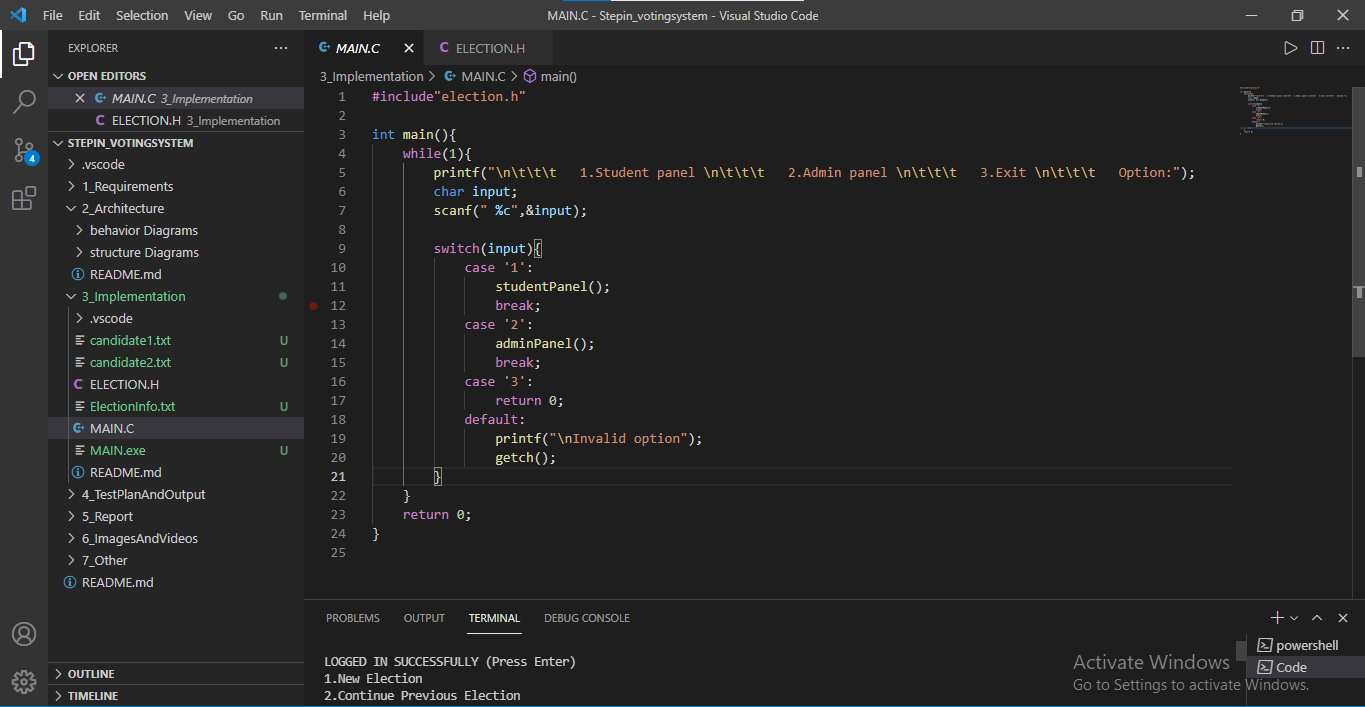 File Edit Selection View Go Run Terminal Help
MAIN.C - Stepin_votingsystem - Visual Studio Code
EXPLORER
OPEN EDITORS
MAIN.C 3_Implementation
ELECTION.H 3_Implementation
STEPIN_VOTINGSYSTEM
.vscode
1_Requirements
2_Architecture
behavior Diagrams
structure Diagrams
README.md
3_Implementation
.vscode
candidate1.txt U
candidate2.txt U
ELECTION.H
ElectionInfo.txt U
MAIN.C
MAIN.exe U
README.md
4_TestPlanAndOutput
5_Report
6_ImagesAndVideos
7_Other
README.md
OUTLINE
TIMELINE
4
MAIN.C ELECTION.H
3_Implementation > MAIN.C > main()
1 #include"election.h"
2
3 int main(){
4 while(1){
5 printf("\n\t\t\t   1.Student panel \n\t\t\t   2.Admin panel \n\t\t\t   3.Exit \n\t\t\t   Option:");
6 char input;
7 scanf(" %c",&input);
8
9 switch(input){
10 case '1':
11 studentPanel();
12 break;
13 case '2':
14 adminPanel();
15 break;
16 case '3':
17 return 0;
18 default:
19 printf("\nInvalid option");
20 getch();
21 }
22 }
23 return 0;
24 }
25
PROBLEMS OUTPUT TERMINAL DEBUG CONSOLE
LOGGED IN SUCCESSFULLY (Press Enter)
1.New Election
2.Continue Previous Election
powershell
Code
Activate Windows
Go to Settings to activate Windows.